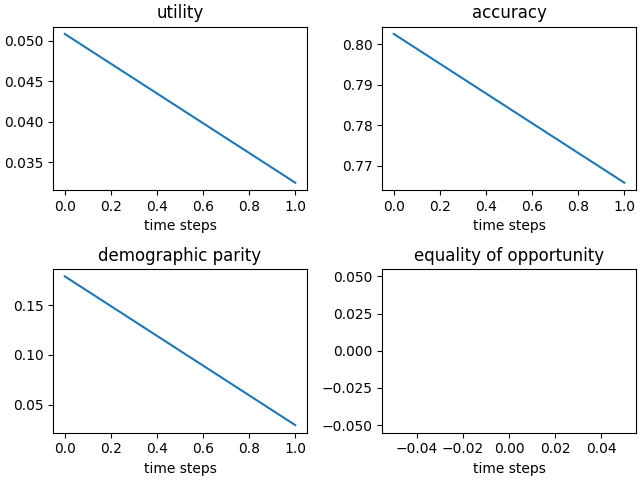 utility
0.050
0.045
0.040
0.035
0.0 0.2 0.4 0.6 0.8 1.0
time steps
accuracy
0.80
0.79
0.78
0.77
0.0 0.2 0.4 0.6 0.8 1.0
time steps
demographic parity
0.15
0.10
0.05
0.0 0.2 0.4 0.6 0.8 1.0
time steps
equality of opportunity
0.050
0.025
0.000
−0.025
−0.050
−0.04 −0.02 0.00 0.02 0.04
time steps